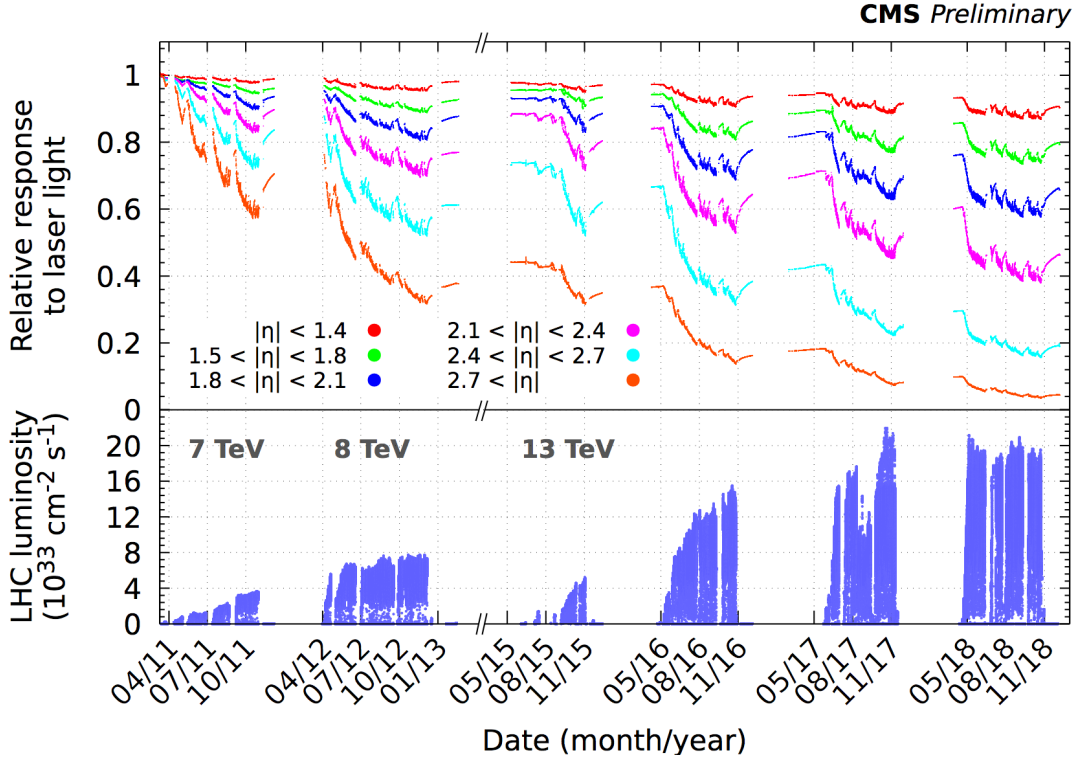 CMS Preliminary
Relative response
to laser light
1
0.8
0.6
0.4
0.2
0
|η| < 1.4
1.5 < |η| < 1.8
1.8 < |η| < 2.1
2.1 < |η| < 2.4
2.4 < |η| < 2.7
2.7 < |η|
LHC luminosity
(10³³ cm⁻² s⁻¹)
20
16
12
8
4
0
7 TeV
8 TeV
13 TeV
04/11
07/11
10/11
04/12
07/12
10/12
01/13
05/15
08/15
11/15
05/16
08/16
11/16
05/17
08/17
11/17
05/18
08/18
11/18
Date (month/year)